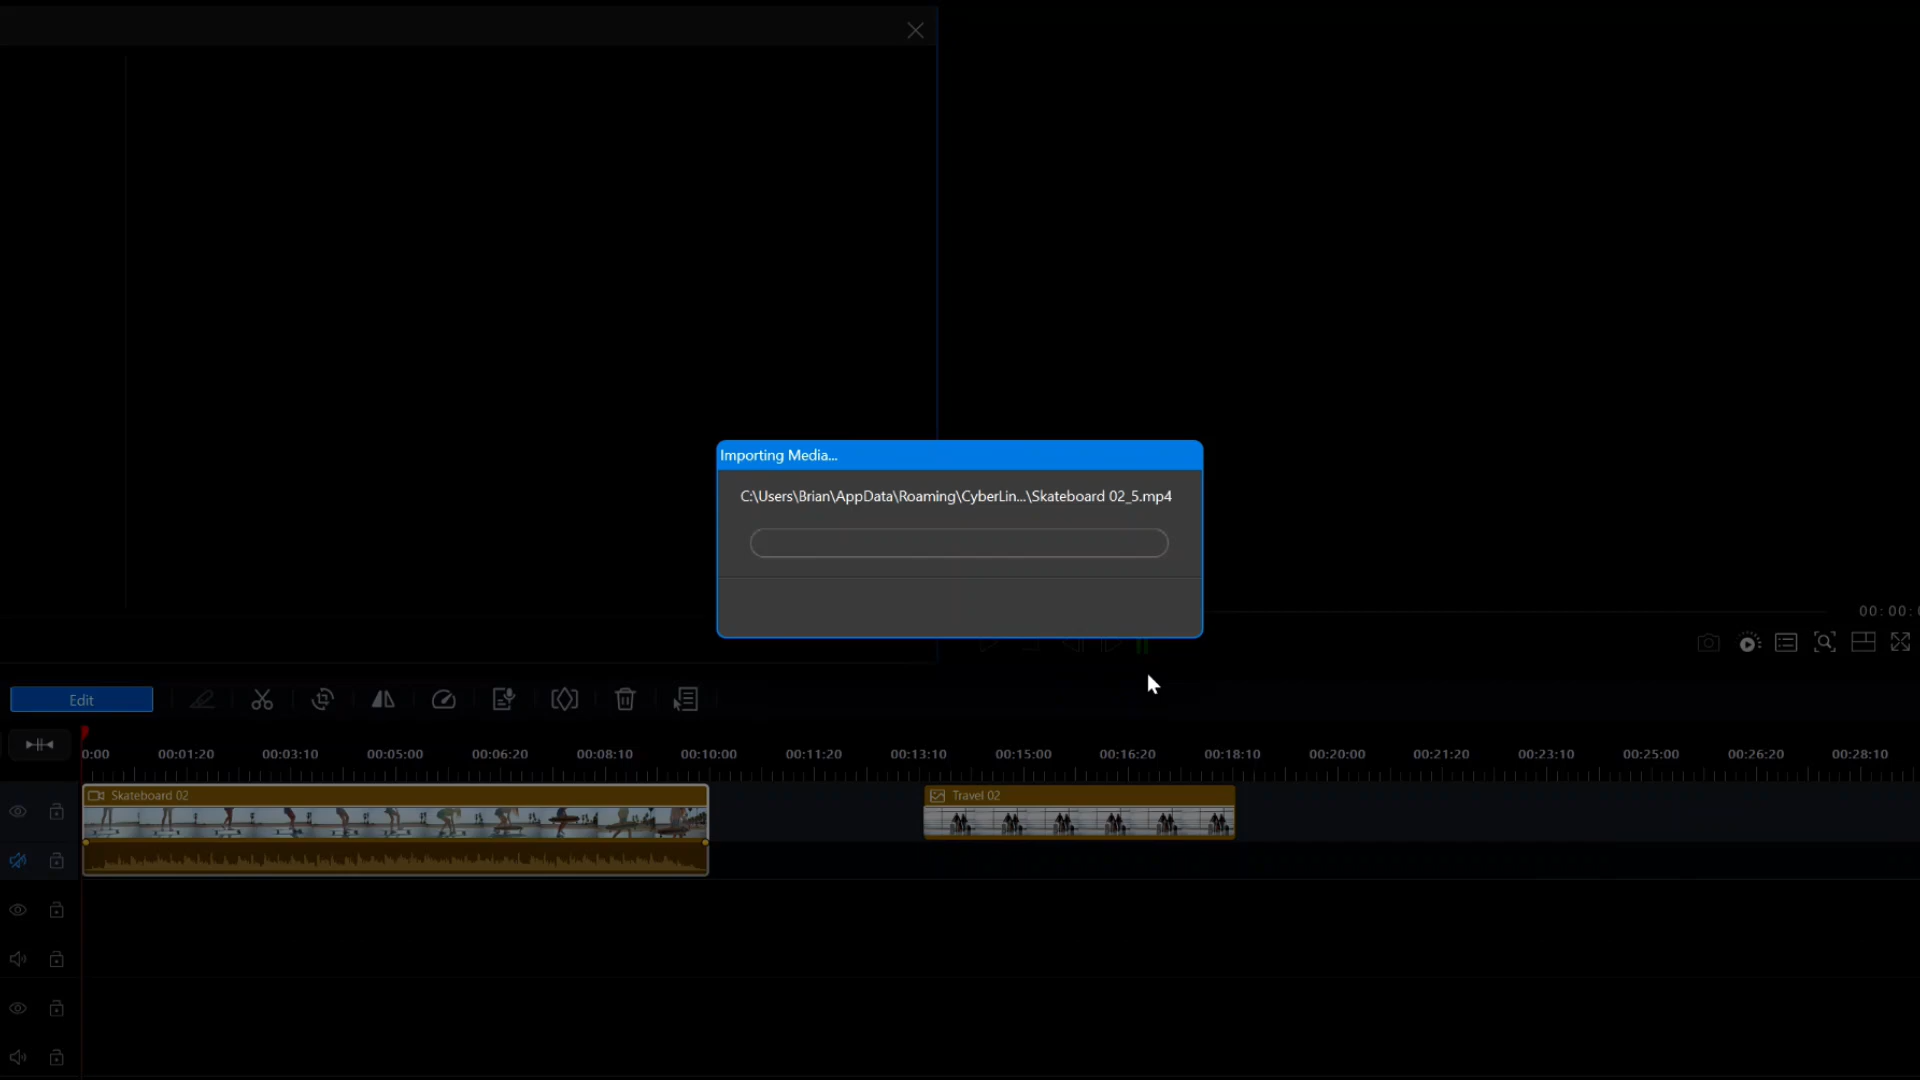 Importing Media...
C:\Users\Brian\AppData\Roaming\CyberLin...\Skateboard 02_5.mp4
00:00:
Edit
0:00 00:01:20 00:03:10 00:05:00 00:06:20 00:08:10 00:10:00 00:11:20 00:13:10 00:15:00 00:16:20 00:18:10 00:20:00 00:21:20 00:23:10 00:25:00 00:26:20 00:28:10
Skateboard 02 Travel 02